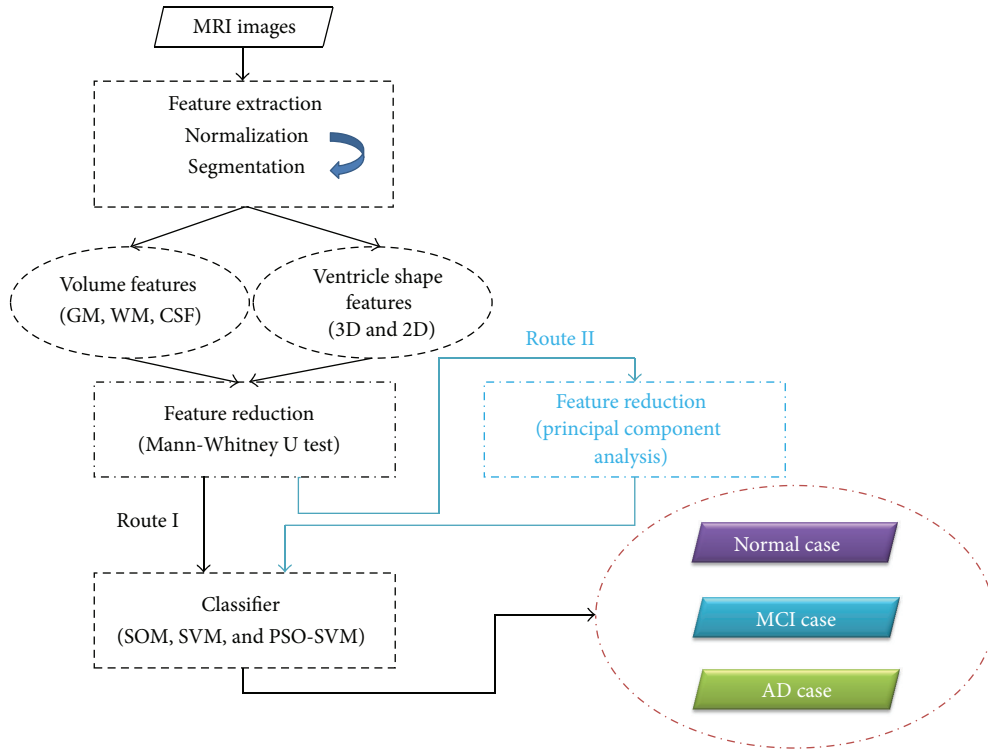 MRI images
Feature extraction
Normalization
Segmentation
Volume features
(GM, WM, CSF)
Ventricle shape
features
(3D and 2D)
Route II
Feature reduction
(Mann-Whitney U test)
Feature reduction
(principal component
analysis)
Route I
Classifier
(SOM, SVM, and PSO-SVM)
Normal case
MCI case
AD case